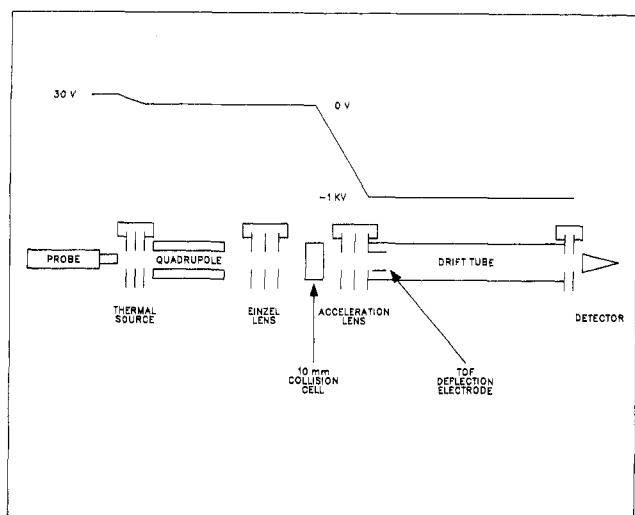 30 V
0 V
-1 KV
PROBE
QUADRUPOLE
DRIFT TUBE
THERMAL
SOURCE
EINZEL
LENS
ACCELERATION
LENS
DETECTOR
10 mm
COLLISION
CELL
TOF
DEFLECTION
ELECTRODE